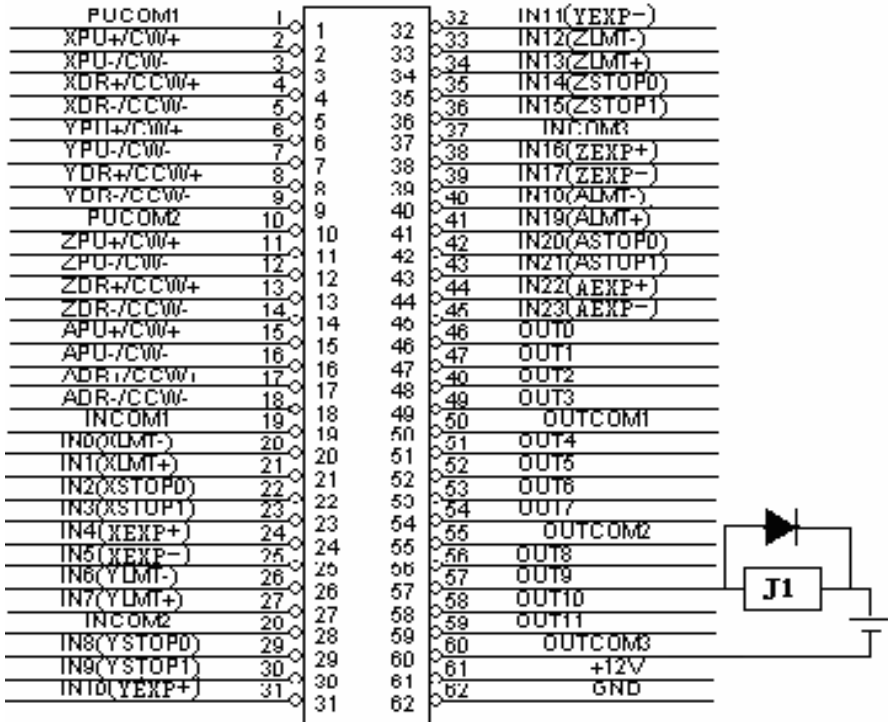 PUCOM1 1 1 32 32 IN11(YEXP-)
XPU+/CW+ 2 2 33 33 IN12(ZLMT-)
XPU-/CW- 3 3 34 34 IN13(ZLMT+)
XDR+/CCW+ 4 4 35 35 IN14(ZSTOP0)
XDR-/CCW- 5 5 36 36 IN15(ZSTOP1)
YPU+/CW+ 6 6 37 37 INCOM3
YPU-/CW- 7 7 38 38 IN16(ZEXP+)
YDR+/CCW+ 8 8 39 39 IN17(ZEXP-)
YDR-/CCW- 9 9 40 40 IN18(ALMT-)
PUCOM2 10 10 41 41 IN19(ALMT+)
ZPU+/CW+ 11 11 42 42 IN20(ASTOP0)
ZPU-/CW- 12 12 43 43 IN21(ASTOP1)
ZDR+/CCW+ 13 13 44 44 IN22(AEXP+)
ZDR-/CCW- 14 14 45 45 IN23(AEXP-)
APU+/CW+ 15 15 46 46 OUT0
APU-/CW- 16 16 47 47 OUT1
ADR+/CCW+ 17 17 48 48 OUT2
ADR-/CCW- 18 18 49 49 OUT3
INCOM1 19 19 50 50 OUTCOM1
IN0(XLMT-) 20 20 51 51 OUT4
IN1(XLMT+) 21 21 52 52 OUT5
IN2(XSTOP0) 22 22 53 53 OUT6
IN3(XSTOP1) 23 23 54 54 OUT7
IN4(XEXP+) 24 24 55 55 OUTCOM2
IN5(XEXP-) 25 25 56 56 OUT8
IN6(YLMT-) 26 26 57 57 OUT9
J1
IN7(YLMT+) 27 27 58 58 OUT10
INCOM2 28 28 59 59 OUT11
IN8(YSTOP0) 29 29 60 60 OUTCOM3
IN9(YSTOP1) 30 30 61 61 +12V
IN10(YEXP+) 31 31 62 62 GND